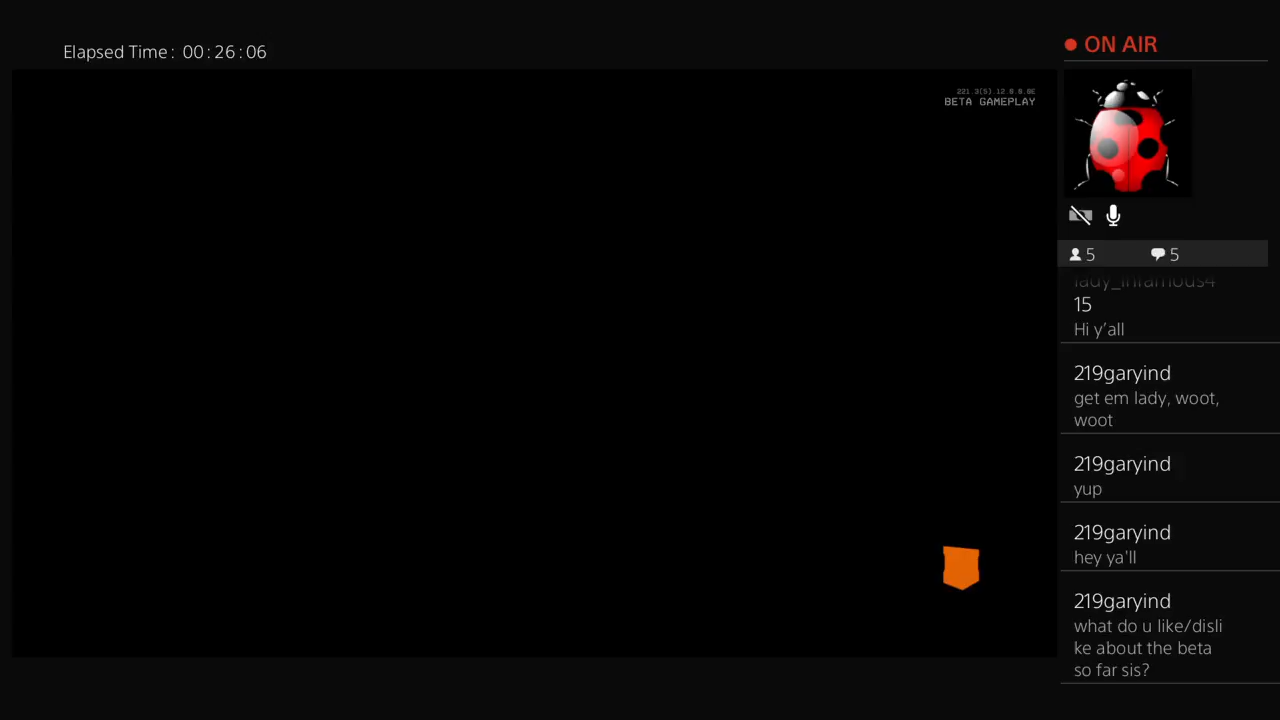 Elapsed Time: 00:26:06
ON AIR
BETA GAMEPLAY
5 5
lady_infamous4
15
Hi y’all
219garyind
get em lady, woot,
woot
219garyind
yup
219garyind
hey ya'll
219garyind
what do u like/disli
ke about the beta
so far sis?